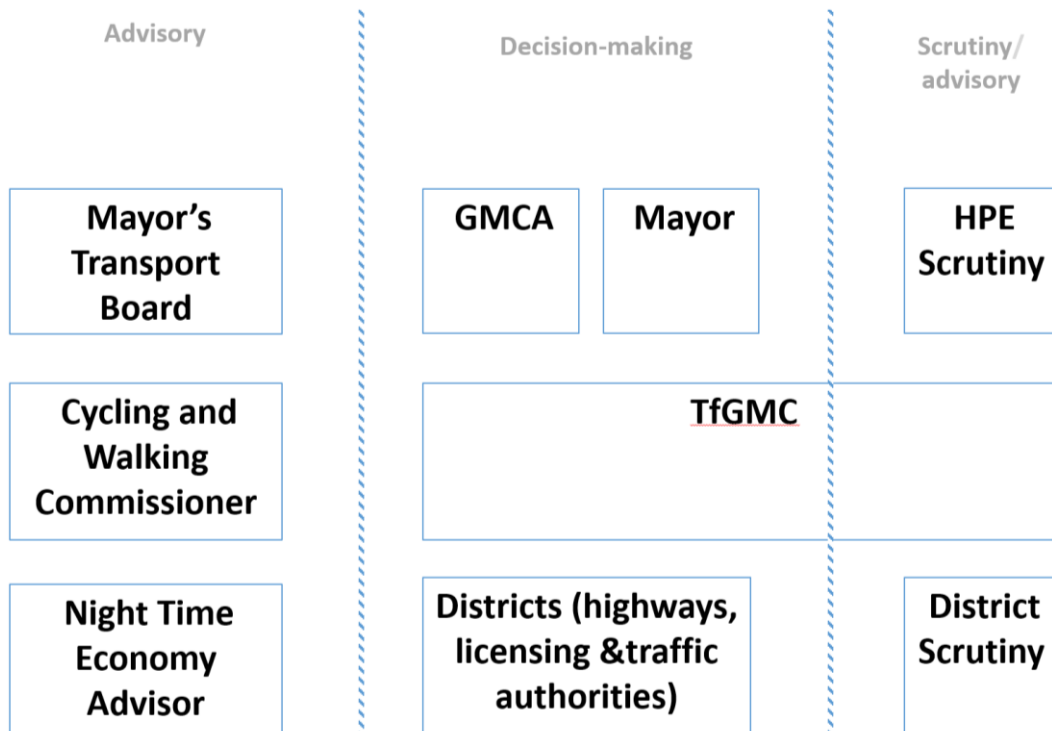 Advisory
Decision-making
Scrutiny/
advisory
Mayor's
Transport
Board
GMCA
Mayor
HPE
Scrutiny
Cycling and
Walking
Commissioner
TfGMC
Night Time
Economy
Advisor
Districts (highways,
licensing &traffic
authorities)
District
Scrutiny